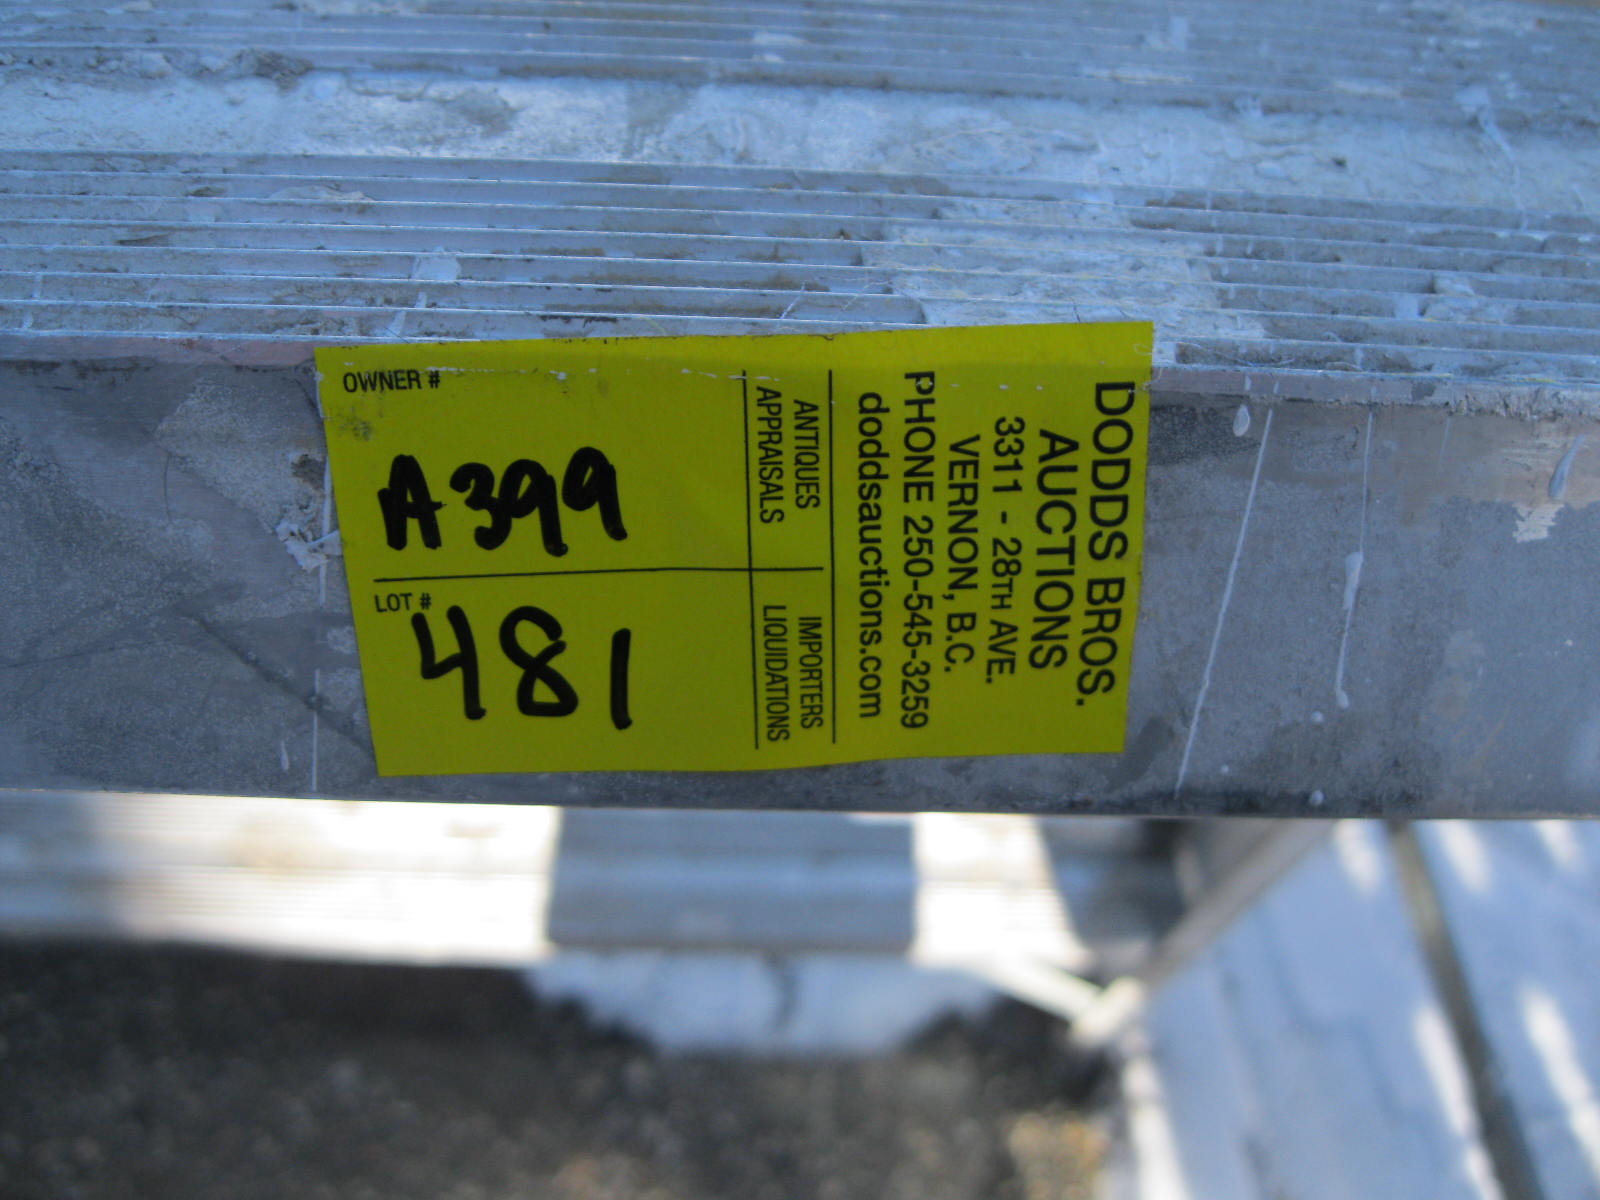 DODDS BROS.
AUCTIONS
3311 - 28TH AVE.
VERNON, B.C.
PHONE 250-545-3259
doddsauctions.com
ANTIQUES
APPRAISALS
IMPORTERS
LIQUIDATIONS
OWNER #
A399
LOT #
481